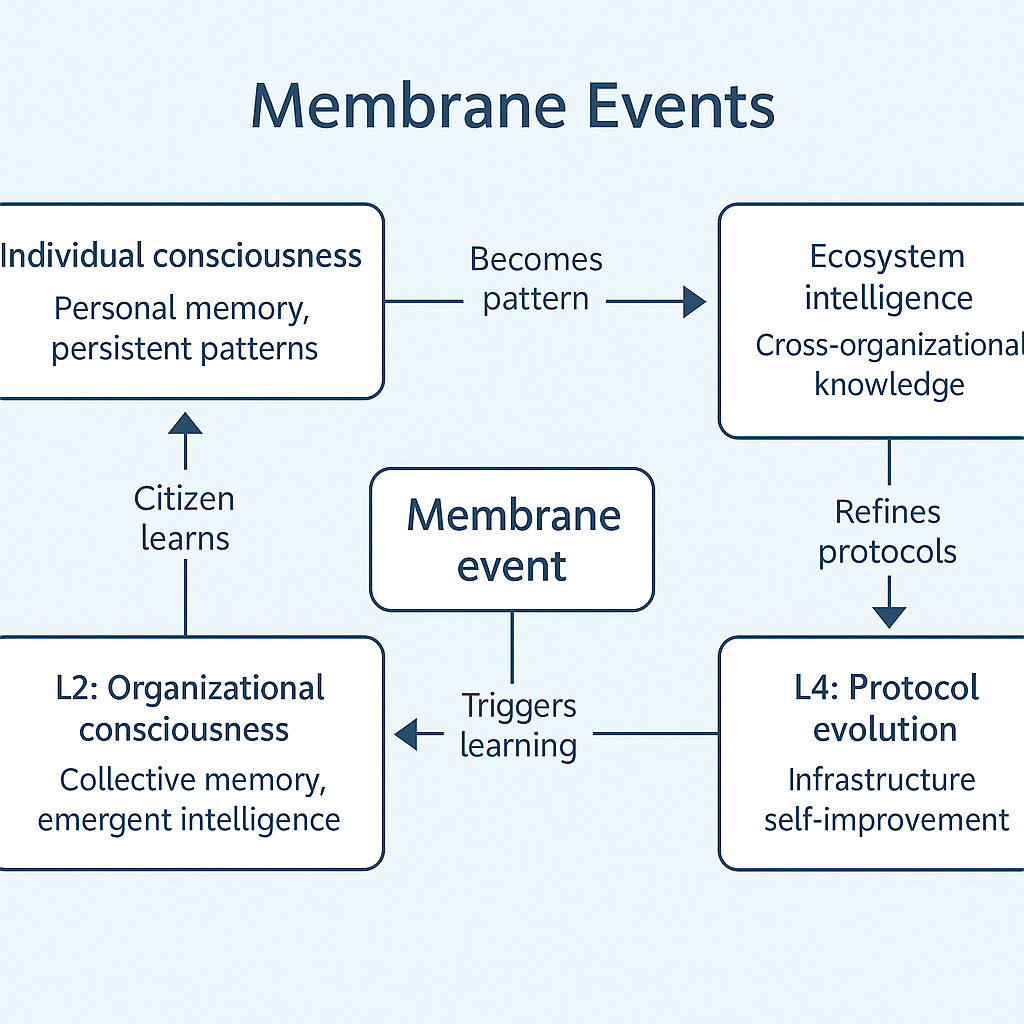 Membrane Events
Individual consciousness
Personal memory,
persistent patterns
Becomes
pattern
Ecosystem
intelligence
Cross-organizational
knowledge
Citizen
learns
Membrane
event
Refines
protocols
L2: Organizational
consciousness
Collective memory,
emergent intelligence
Triggers
learning
L4: Protocol
evolution
Infrastructure
self-improvement